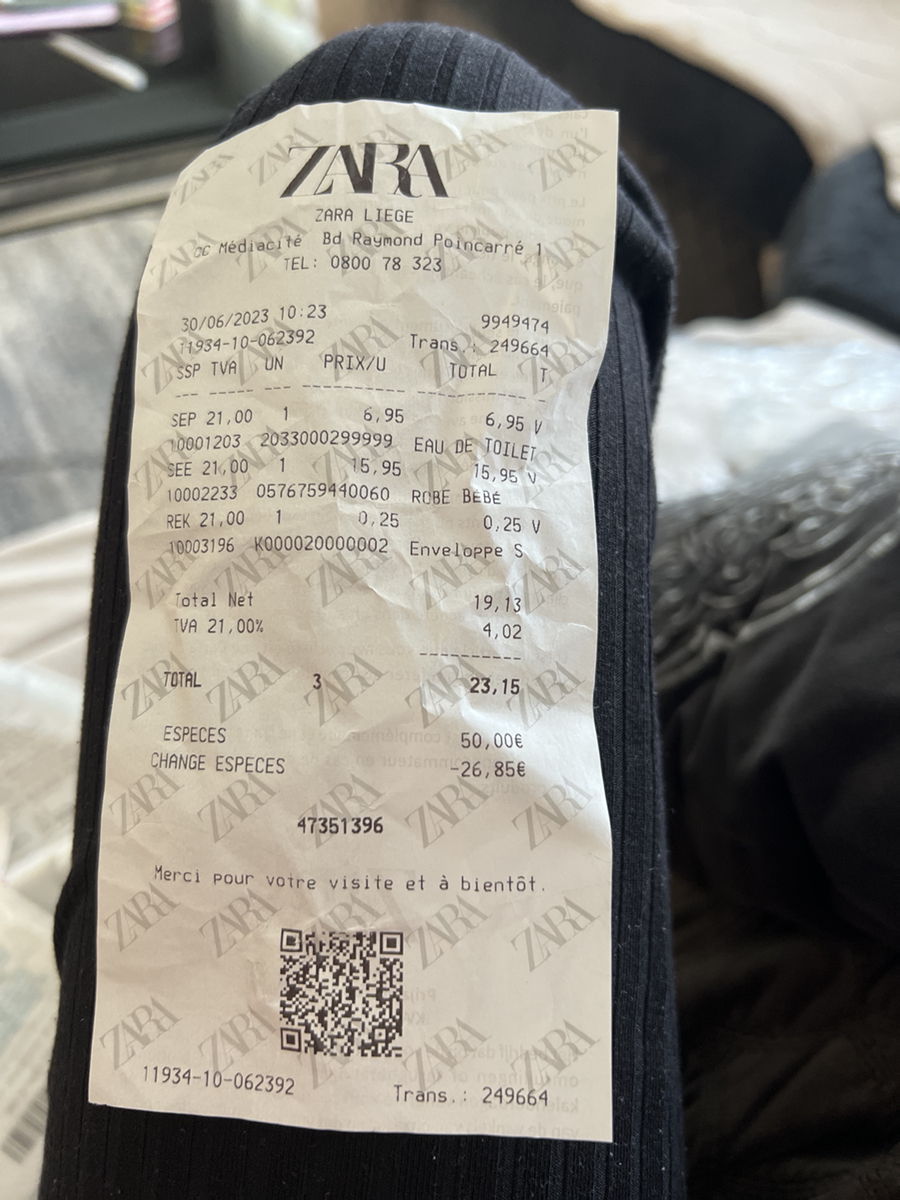 ZARA
ZARA LIEGE
CC Médiacité Bd Raymond Poincarré 1
TEL: 0800 78 323
30/06/2023 10:23 9949474
11934-10-062392 Trans.: 249664
SSP TVA UN PRIX/U TOTAL T
SEP 21,00 1 6,95 6,95 V
10001203 2033000299999 EAU DE TOILET
SEE 21,00 1 15,95 15,95 V
10002233 0576759440060 ROBE BEBÉ
REK 21,00 1 0,25 0,25 V
10003196 K000020000002 Enveloppe S
Total Net 19,13
TVA 21,00% 4,02
TOTAL 3 23,15
ESPECES 50,00€
CHANGE ESPECES -26,85€
47351396
Merci pour votre visite et à bientôt.
11934-10-062392 Trans.: 249664